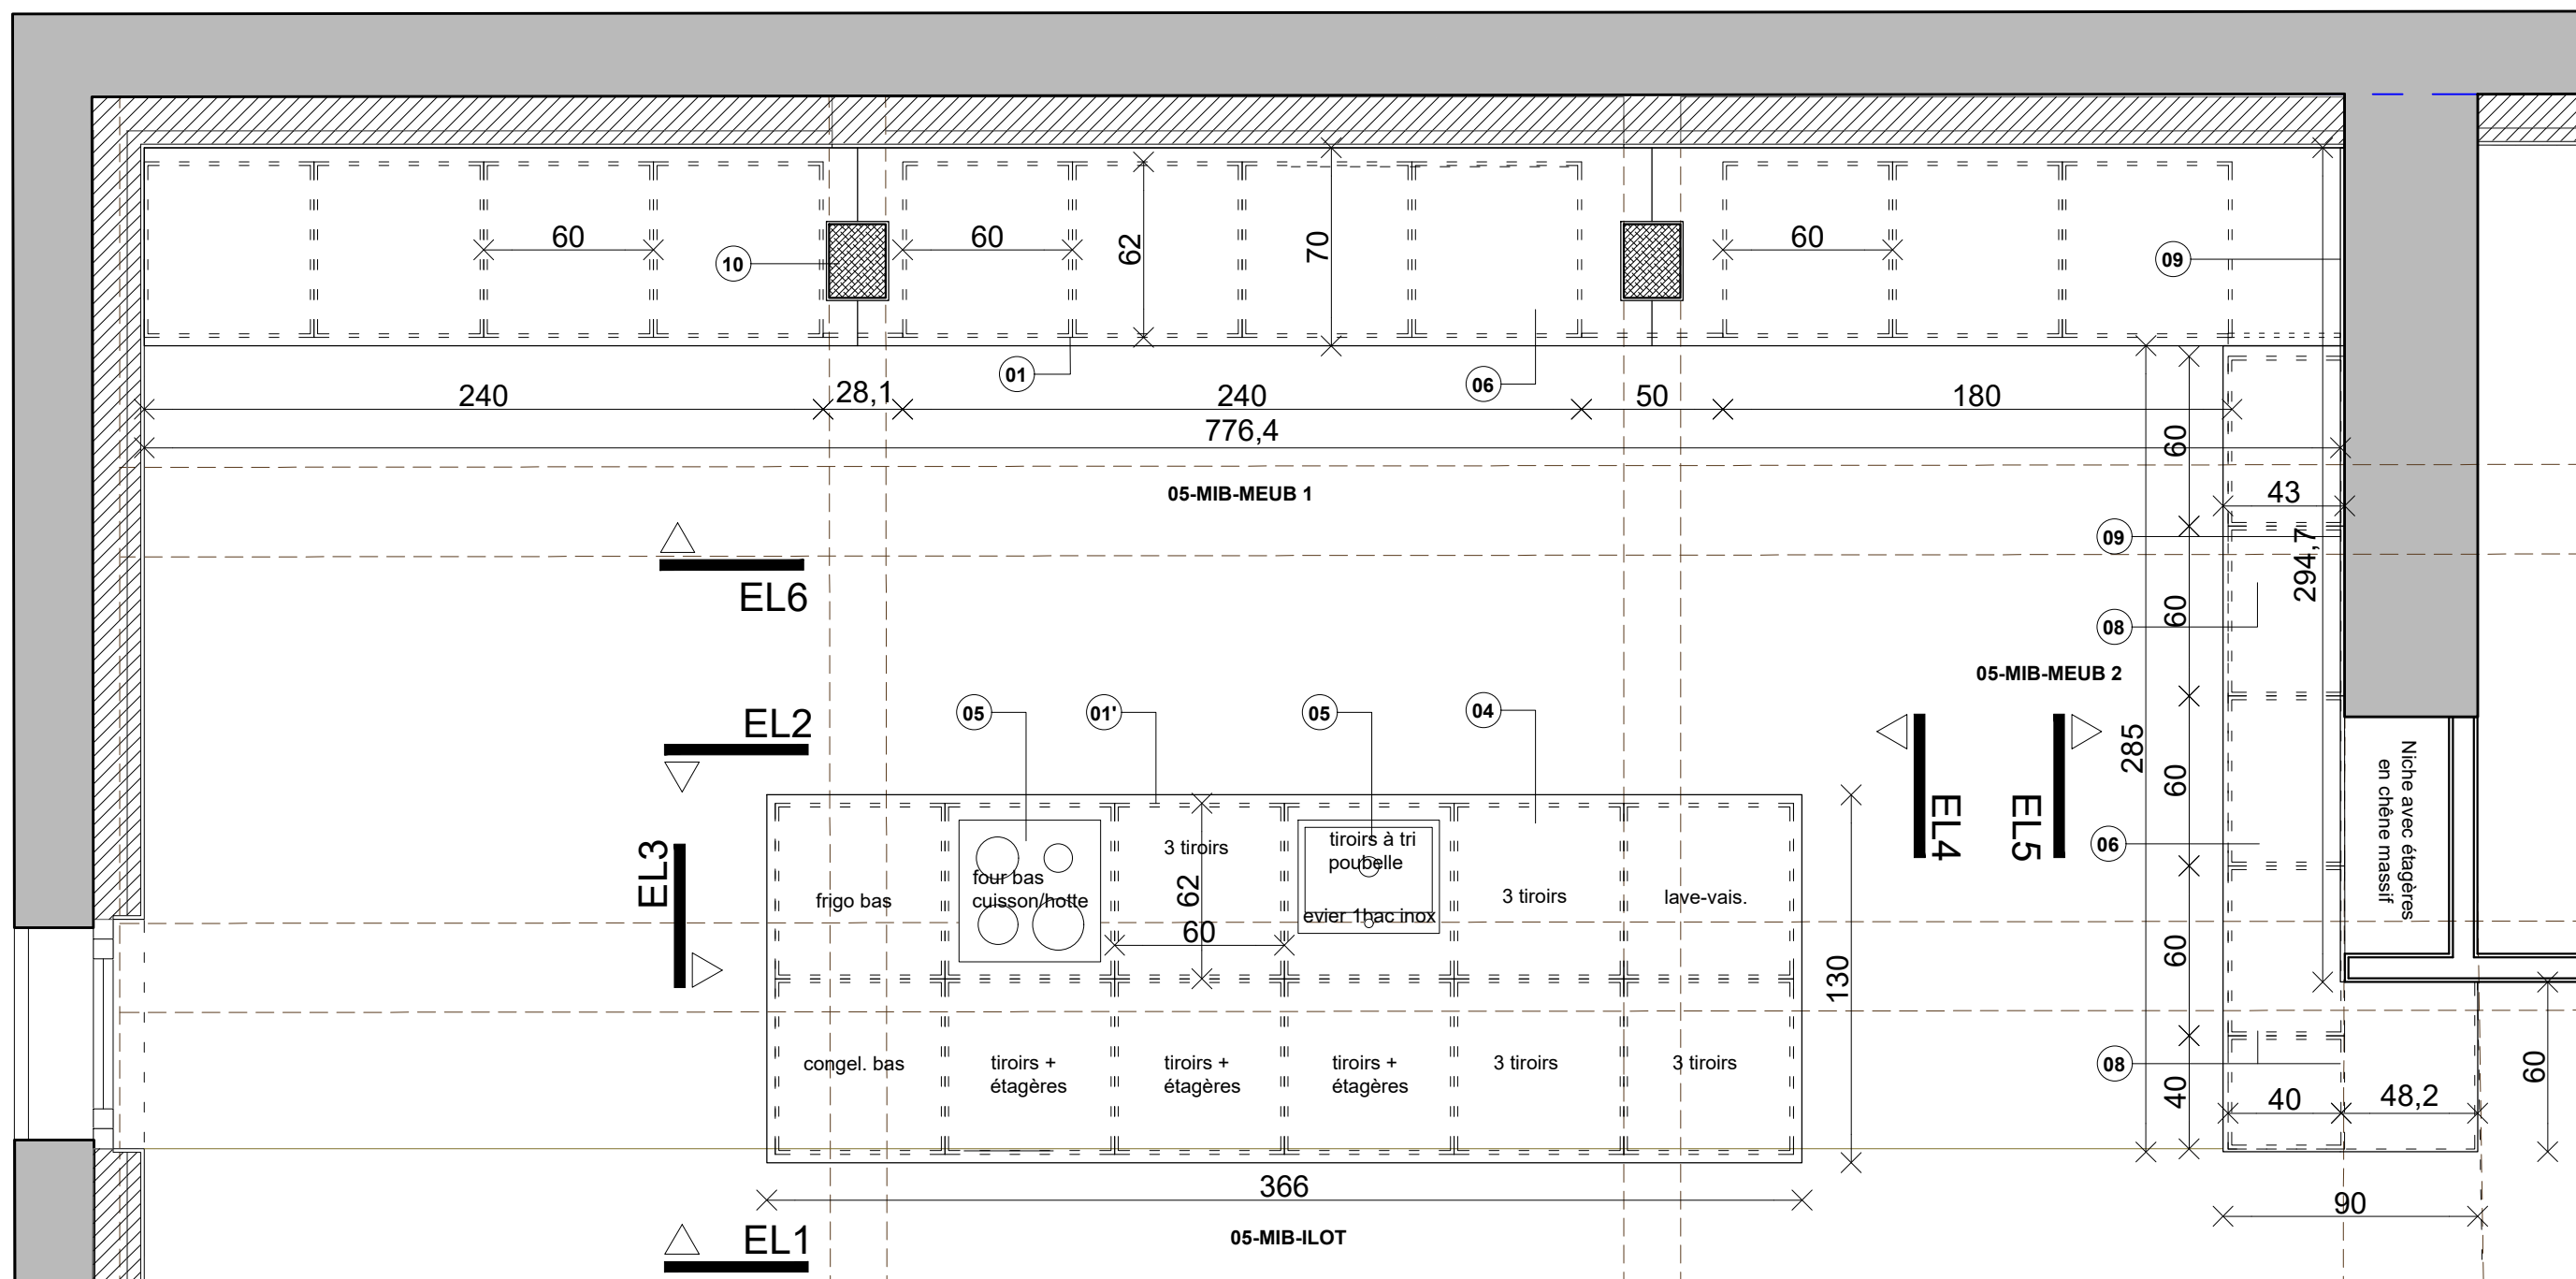 60
60
62
70
60
10
09
01
06
240
28,1
240
50
180
776,4
05-MIB-MEUB 1
60
43
09
294,7
EL6
60
08
05-MIB-MEUB 2
EL2
05
01'
05
04
285
60
EL3
EL4
EL5
06
Niche avec étagères
en chêne massif
3 tiroirs
tiroirs à tri
poubelle
four bas
cuisson/hotte
frigo bas
62
3 tiroirs
lave-vais.
evier 1bac inox
60
130
60
congel. bas
tiroirs +
étagères
tiroirs +
étagères
tiroirs +
étagères
3 tiroirs
3 tiroirs
08
40
40
48,2
60
366
90
05-MIB-ILOT
EL1